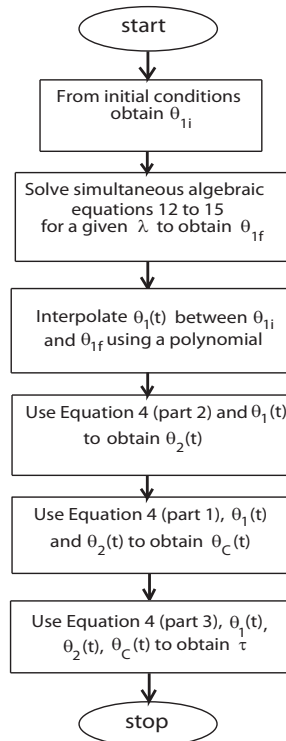 start
From initial conditions
obtain θ1i
Solve simultaneous algebraic
equations 12 to 15
for a given λ to obtain θ1f
Interpolate θ1(t) between θ1i
and θ1f using a polynomial
Use Equation 4 (part 2) and θ1(t)
to obtain θ2(t)
Use Equation 4 (part 1), θ1(t)
and θ2(t) to obtain θC(t)
Use Equation 4 (part 3), θ1(t),
θ2(t), θC(t) to obtain τ
stop